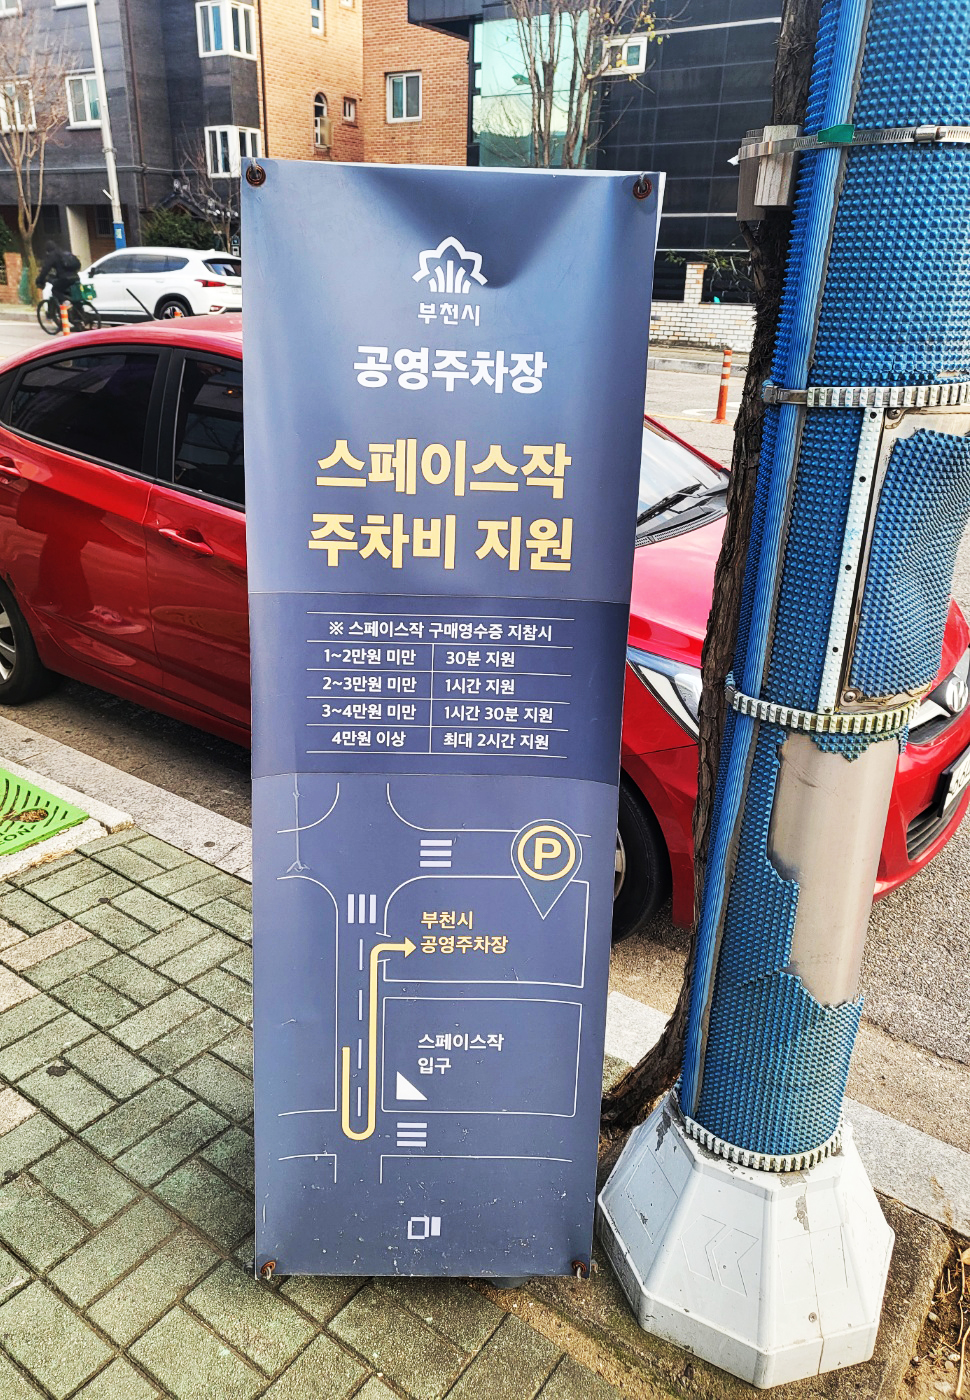 부천시
공영주차장
스페이스작
주차비 지원
※ 스페이스작 구매영수증 지참시
1~2만원 미만 30분 지원
2~3만원 미만 1시간 지원
3~4만원 미만 1시간 30분 지원
4만원 이상 최대 2시간 지원
P
부천시
공영주차장
스페이스작
입구